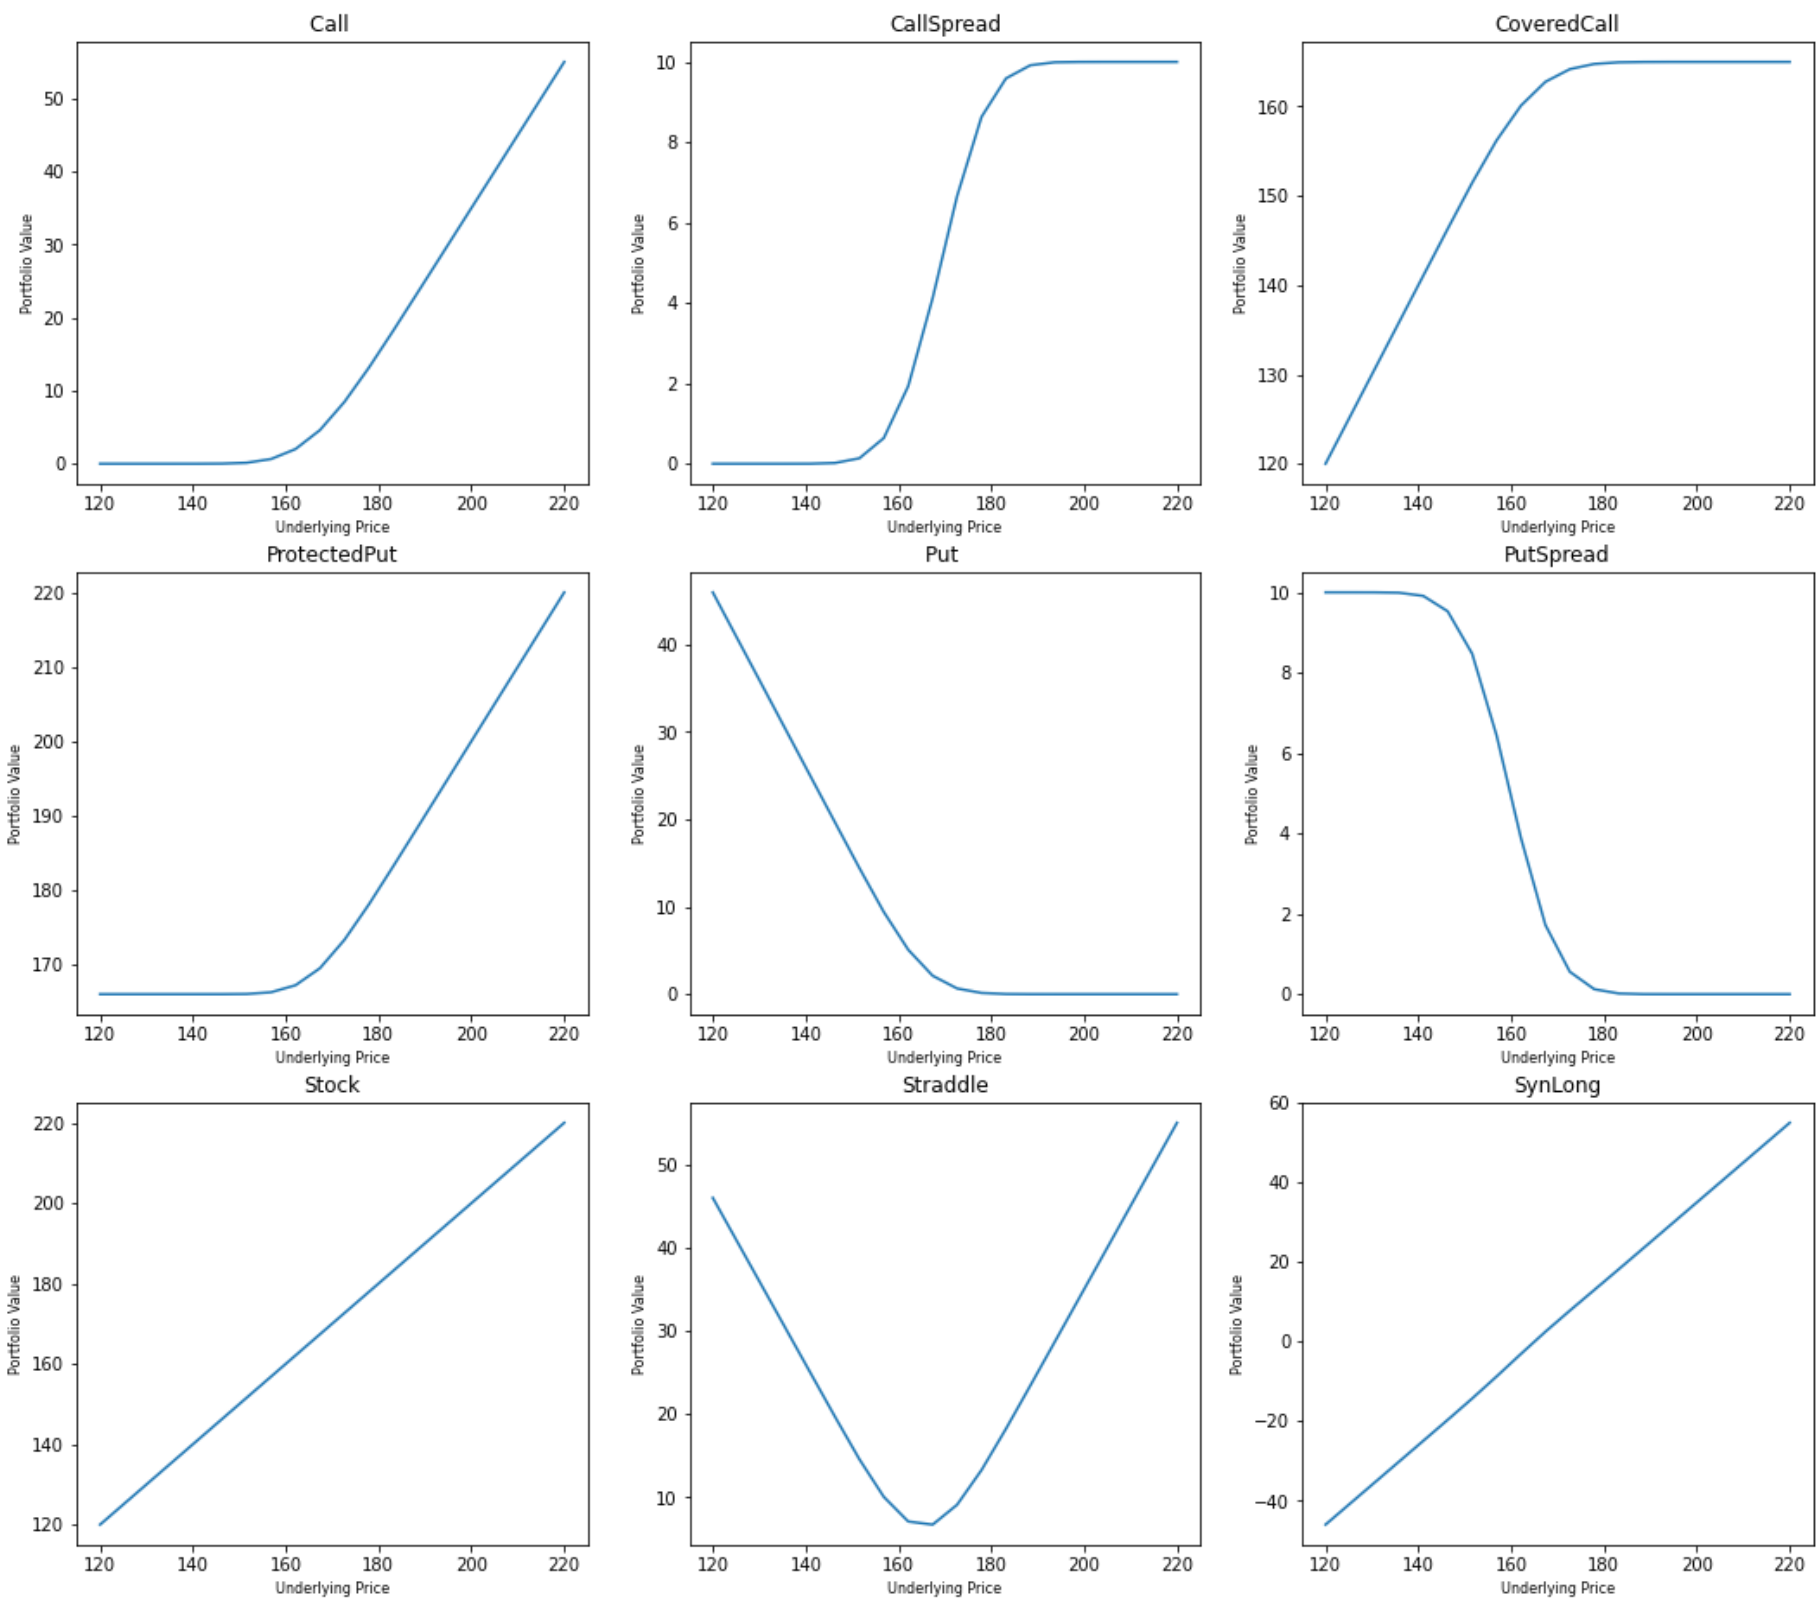 Call
CallSpread
CoveredCall
50
40
30
20
10
0
Portfolio Value
120 140 160 180 200 220
Underlying Price
10
8
6
4
2
0
Portfolio Value
120 140 160 180 200 220
Underlying Price
160
150
140
130
120
Portfolio Value
120 140 160 180 200 220
Underlying Price
ProtectedPut
Put
PutSpread
220
210
200
190
180
170
Portfolio Value
120 140 160 180 200 220
Underlying Price
40
30
20
10
0
Portfolio Value
120 140 160 180 200 220
Underlying Price
10
8
6
4
2
0
Portfolio Value
120 140 160 180 200 220
Underlying Price
Stock
Straddle
SynLong
220
200
180
160
140
120
Portfolio Value
120 140 160 180 200 220
Underlying Price
50
40
30
20
10
Portfolio Value
120 140 160 180 200 220
Underlying Price
60
40
20
0
−20
−40
Portfolio Value
120 140 160 180 200 220
Underlying Price